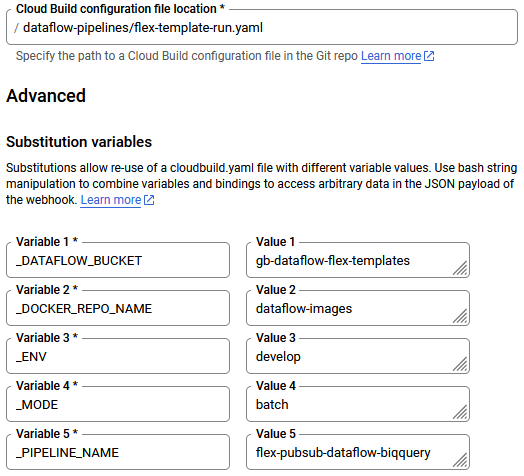 Cloud Build configuration file location *
/ dataflow-pipelines/flex-template-run.yaml
Specify the path to a Cloud Build configuration file in the Git repo Learn more
Advanced
Substitution variables
Substitutions allow re-use of a cloudbuild.yaml file with different variable values. Use bash string
manipulation to combine variables and bindings to access arbitrary data in the JSON payload of
the webhook. Learn more
Variable 1 *
_DATAFLOW_BUCKET
Value 1
gb-dataflow-flex-templates
Variable 2 *
_DOCKER_REPO_NAME
Value 2
dataflow-images
Variable 3 *
_ENV
Value 3
develop
Variable 4 *
_MODE
Value 4
batch
Variable 5 *
_PIPELINE_NAME
Value 5
flex-pubsub-dataflow-biqquery